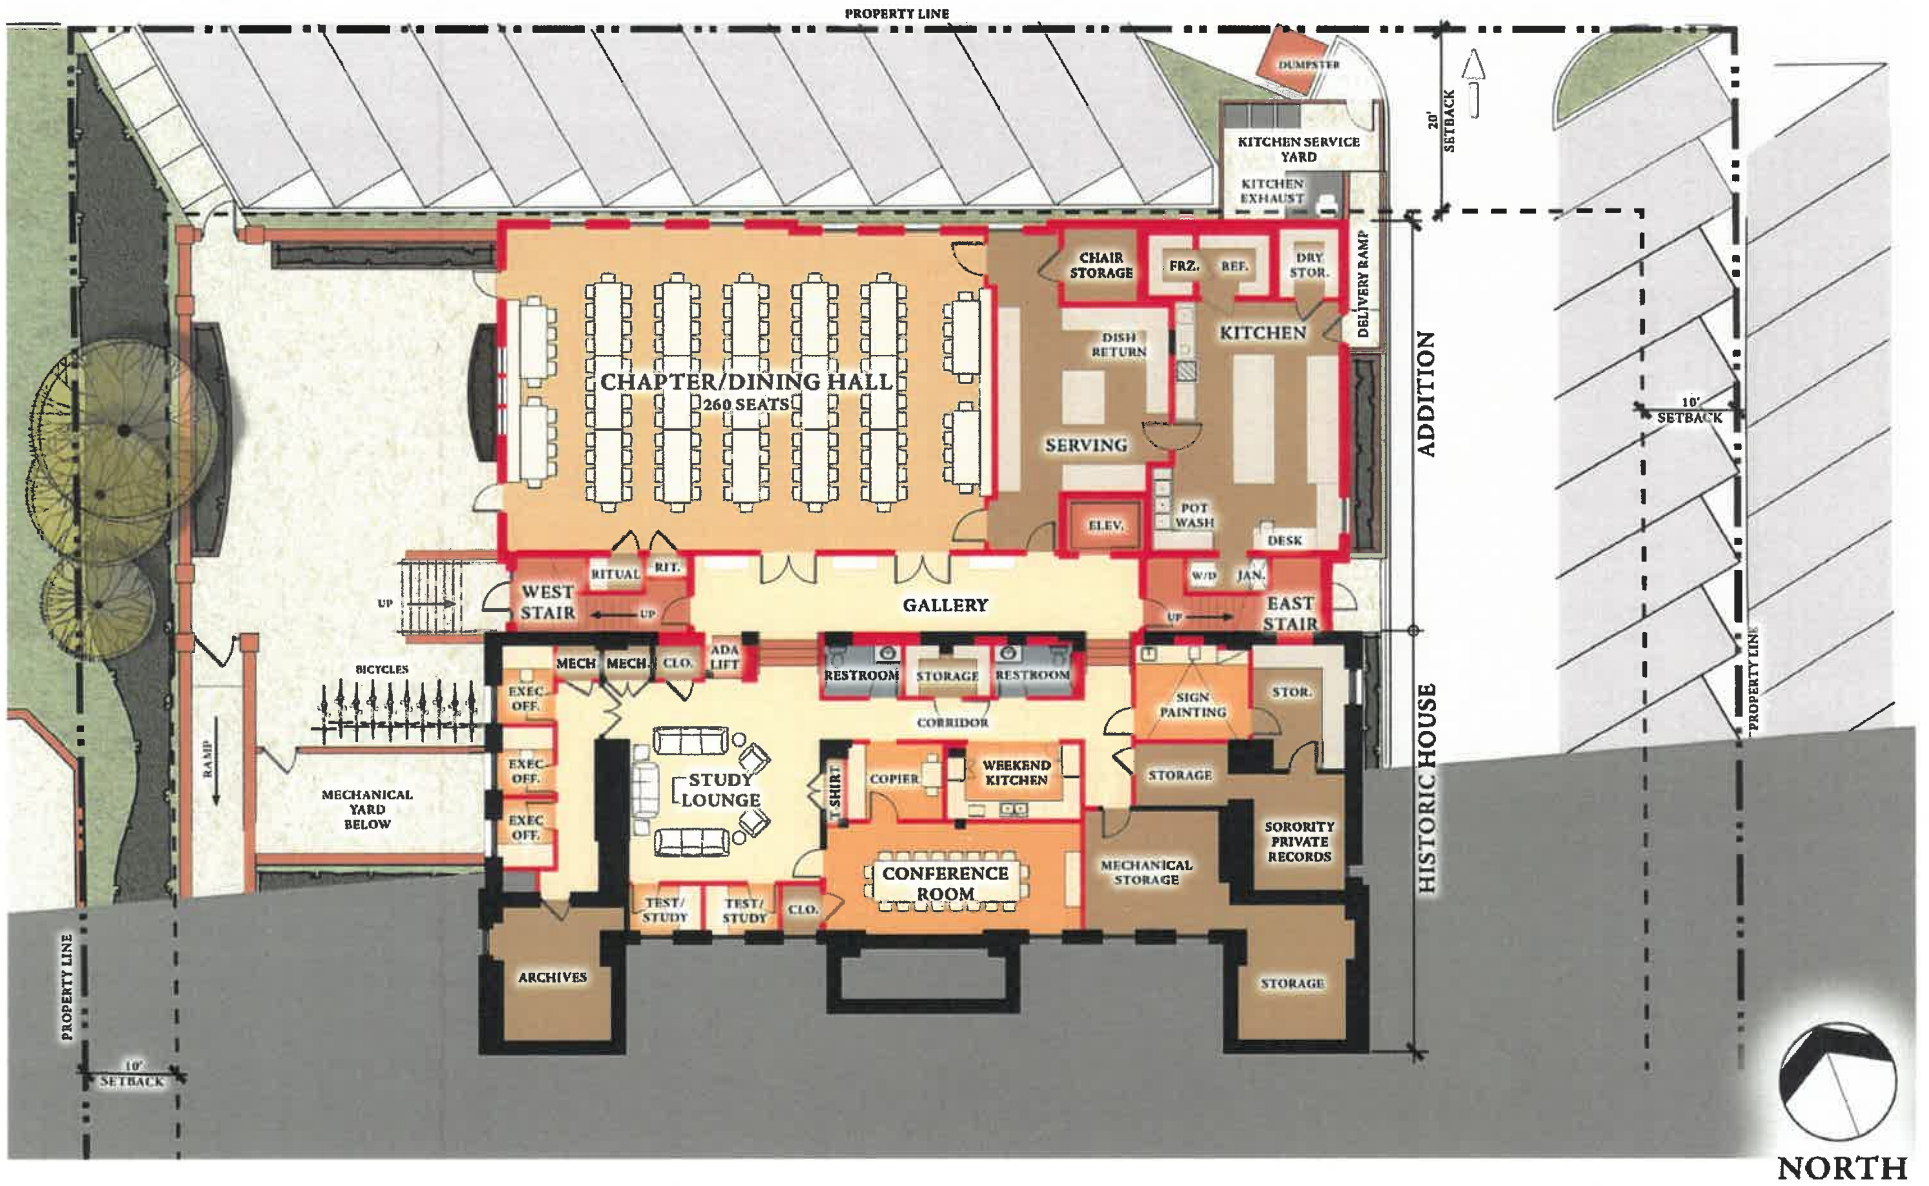 PROPERTY LINE
DUMPSTER
20'
SETBACK
KITCHEN SERVICE
YARD
KITCHEN
EXHAUST
DELIVERY RAMP
CHAIR
STORAGE
FRZ.
REF.
DRY
STOR.
KITCHEN
DISH
RETURN
CHAPTER/DINING HALL
260 SEATS
SERVING
ADDITION
10'
SETBACK
POT
WASH
ELEV.
DESK
RITUAL
RIT.
WEST
STAIR
UP
UP
GALLERY
W/D
JAN.
UP
EAST
STAIR
PROPERTY LINE
BICYCLES
MECH
MECH.
CLO.
ADA
LIFT
RESTROOM
STORAGE
RESTROOM
EXEC
OFF.
SIGN
PAINTING
STOR.
CORRIDOR
RAMP
EXEC
OFF.
STUDY
LOUNGE
T-SHIRT
COPIER
WEEKEND
KITCHEN
STORAGE
MECHANICAL
YARD
BELOW
EXEC
OFF.
SORORITY
PRIVATE
RECORDS
HISTORIC HOUSE
CONFERENCE
ROOM
MECHANICAL
STORAGE
TEST/
STUDY
TEST/
STUDY
CLO.
ARCHIVES
STORAGE
PROPERTY LINE
10'
SETBACK
NORTH